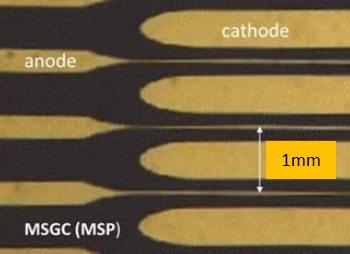 cathode
anode
1mm
MSGC (MSP)